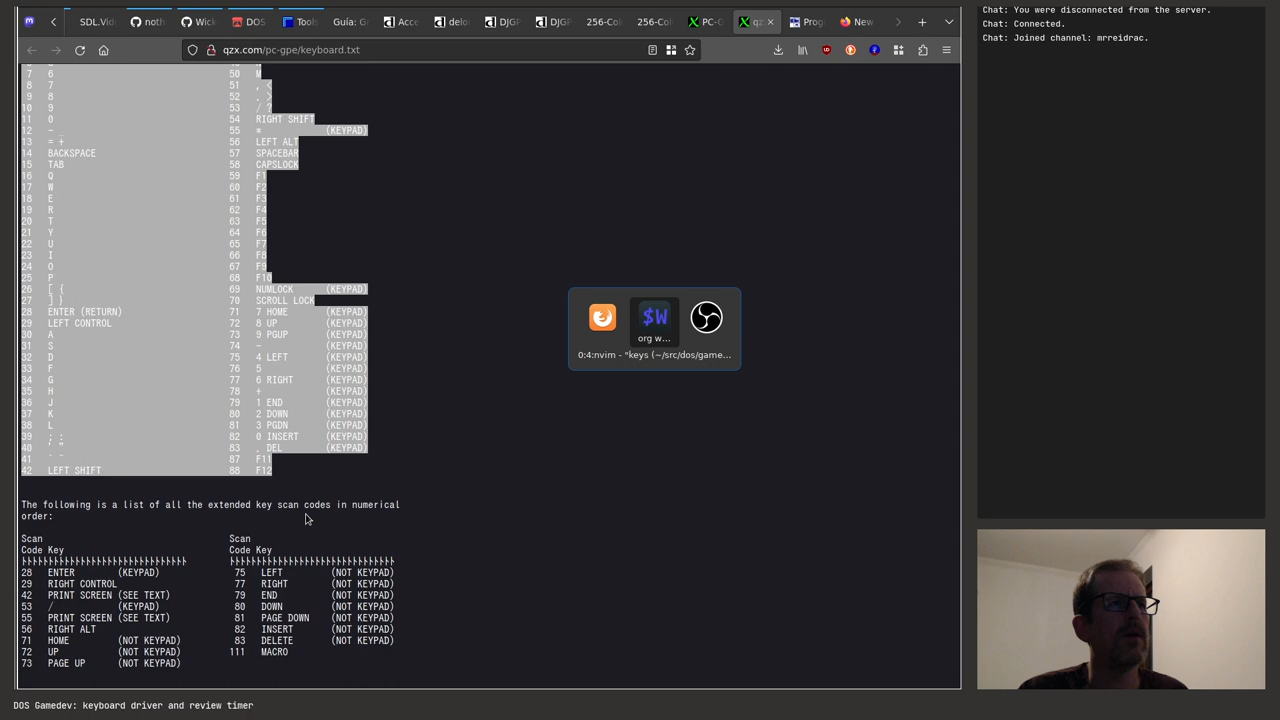 SDL.Vide
noth
Wick
DOS
Tools
Guía: G
Acce
delor
DJGP
DJGP
256-Col
256-Col
PC-G
qzx
Prog
New
qzx.com/pc-gpe/keyboard.txt
7 6 50 M
8 7 51 , <
9 8 52 . >
10 9 53 / ?
11 0 54 RIGHT SHIFT
12 - _ 55 * (KEYPAD)
13 = + 56 LEFT ALT
14 BACKSPACE 57 SPACEBAR
15 TAB 58 CAPSLOCK
16 Q 59 F1
17 W 60 F2
18 E 61 F3
19 R 62 F4
20 T 63 F5
21 Y 64 F6
22 U 65 F7
23 I 66 F8
24 O 67 F9
25 P 68 F10
26 [ { 69 NUMLOCK (KEYPAD)
27 ] } 70 SCROLL LOCK
28 ENTER (RETURN) 71 7 HOME (KEYPAD)
29 LEFT CONTROL 72 8 UP (KEYPAD)
30 A 73 9 PGUP (KEYPAD)
31 S 74 - (KEYPAD)
32 D 75 4 LEFT (KEYPAD)
33 F 76 5 (KEYPAD)
34 G 77 6 RIGHT (KEYPAD)
35 H 78 + (KEYPAD)
36 J 79 1 END (KEYPAD)
37 K 80 2 DOWN (KEYPAD)
38 L 81 3 PGDN (KEYPAD)
39 ; : 82 0 INSERT (KEYPAD)
40 ' " 83 . DEL (KEYPAD)
41 ` ~ 87 F11
42 LEFT SHIFT 88 F12
The following is a list of all the extended key scan codes in numerical
order:
Scan Scan
Code Key Code Key
28 ENTER (KEYPAD) 75 LEFT (NOT KEYPAD)
29 RIGHT CONTROL 77 RIGHT (NOT KEYPAD)
42 PRINT SCREEN (SEE TEXT) 79 END (NOT KEYPAD)
53 / (KEYPAD) 80 DOWN (NOT KEYPAD)
55 PRINT SCREEN (SEE TEXT) 81 PAGE DOWN (NOT KEYPAD)
56 RIGHT ALT 82 INSERT (NOT KEYPAD)
71 HOME (NOT KEYPAD) 83 DELETE (NOT KEYPAD)
72 UP (NOT KEYPAD) 111 MACRO
73 PAGE UP (NOT KEYPAD)
$W
org w...
0:4:nvim - "keys (~/src/dos/game...
Chat: You were disconnected from the server.
Chat: Connected.
Chat: Joined channel: mrreidrac.
DOS Gamedev: keyboard driver and review timer